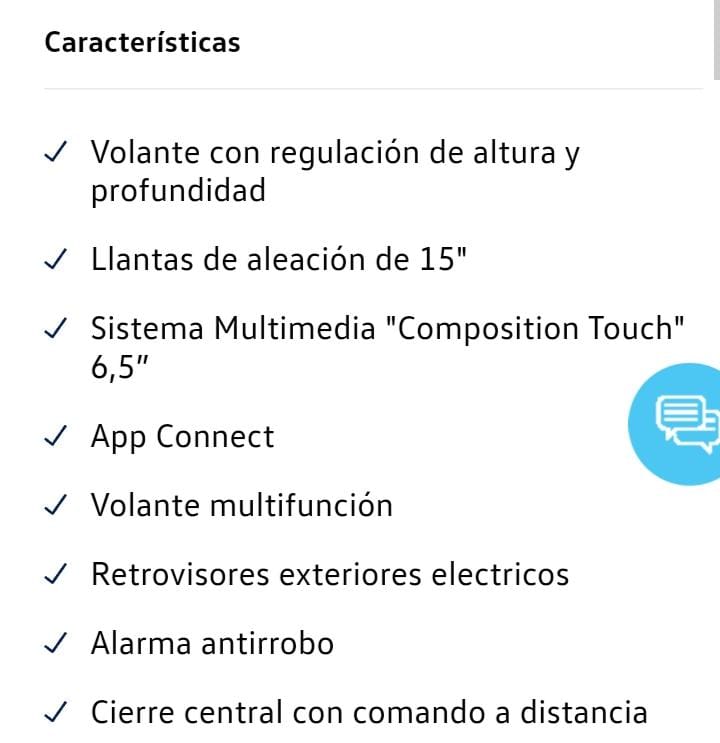 Características
Volante con regulación de altura y
profundidad
Llantas de aleación de 15"
Sistema Multimedia "Composition Touch"
6,5”
App Connect
Volante multifunción
Retrovisores exteriores electricos
Alarma antirrobo
Cierre central con comando a distancia